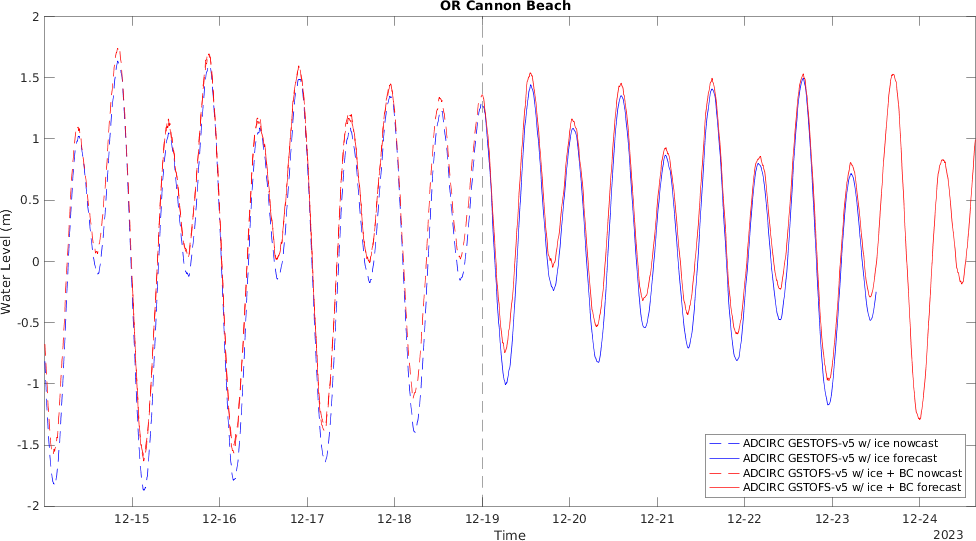 OR Cannon Beach
2
1.5
1
0.5
0
-0.5
-1
-1.5
-2
Water Level (m)
12-15
12-16
12-17
12-18
12-19
12-20
12-21
12-22
12-23
12-24
Time
2023
ADCIRC GESTOFS-v5 w/ ice nowcast
ADCIRC GESTOFS-v5 w/ ice forecast
ADCIRC GSTOFS-v5 w/ ice + BC nowcast
ADCIRC GSTOFS-v5 w/ ice + BC forecast